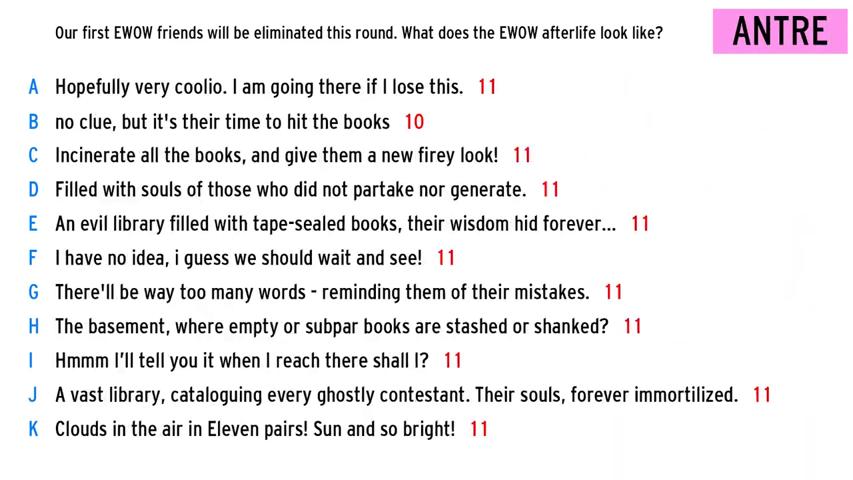 Our first EWOW friends will be eliminated this round. What does the EWOW afterlife look like?
ANTRE
A Hopefully very coolio. I am going there if I lose this. 11
B no clue, but it's their time to hit the books 10
C Incinerate all the books, and give them a new firey look! 11
D Filled with souls of those who did not partake nor generate. 11
E An evil library filled with tape-sealed books, their wisdom hid forever... 11
F I have no idea, i guess we should wait and see! 11
G There'll be way too many words - reminding them of their mistakes. 11
H The basement, where empty or subpar books are stashed or shanked? 11
I Hmmm I’ll tell you it when I reach there shall I? 11
J A vast library, cataloguing every ghostly contestant. Their souls, forever immortilized. 11
K Clouds in the air in Eleven pairs! Sun and so bright! 11